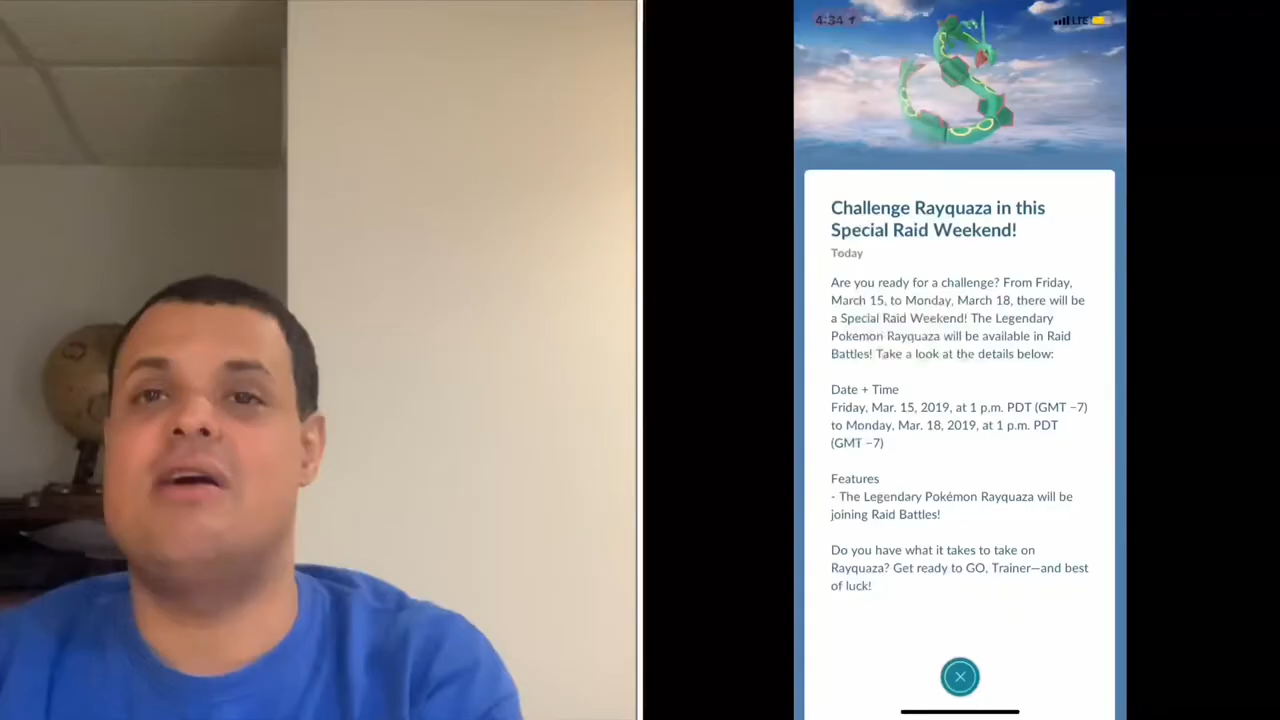 4:34
LTE
Challenge Rayquaza in this
Special Raid Weekend!
Today
Are you ready for a challenge? From Friday,
March 15, to Monday, March 18, there will be
a Special Raid Weekend! The Legendary
Pokemon Rayquaza will be available in Raid
Battles! Take a look at the details below:
Date + Time
Friday, Mar. 15, 2019, at 1 p.m. PDT (GMT −7)
to Monday, Mar. 18, 2019, at 1 p.m. PDT
(GMT −7)
Features
- The Legendary Pokémon Rayquaza will be
joining Raid Battles!
Do you have what it takes to take on
Rayquaza? Get ready to GO, Trainer—and best
of luck!